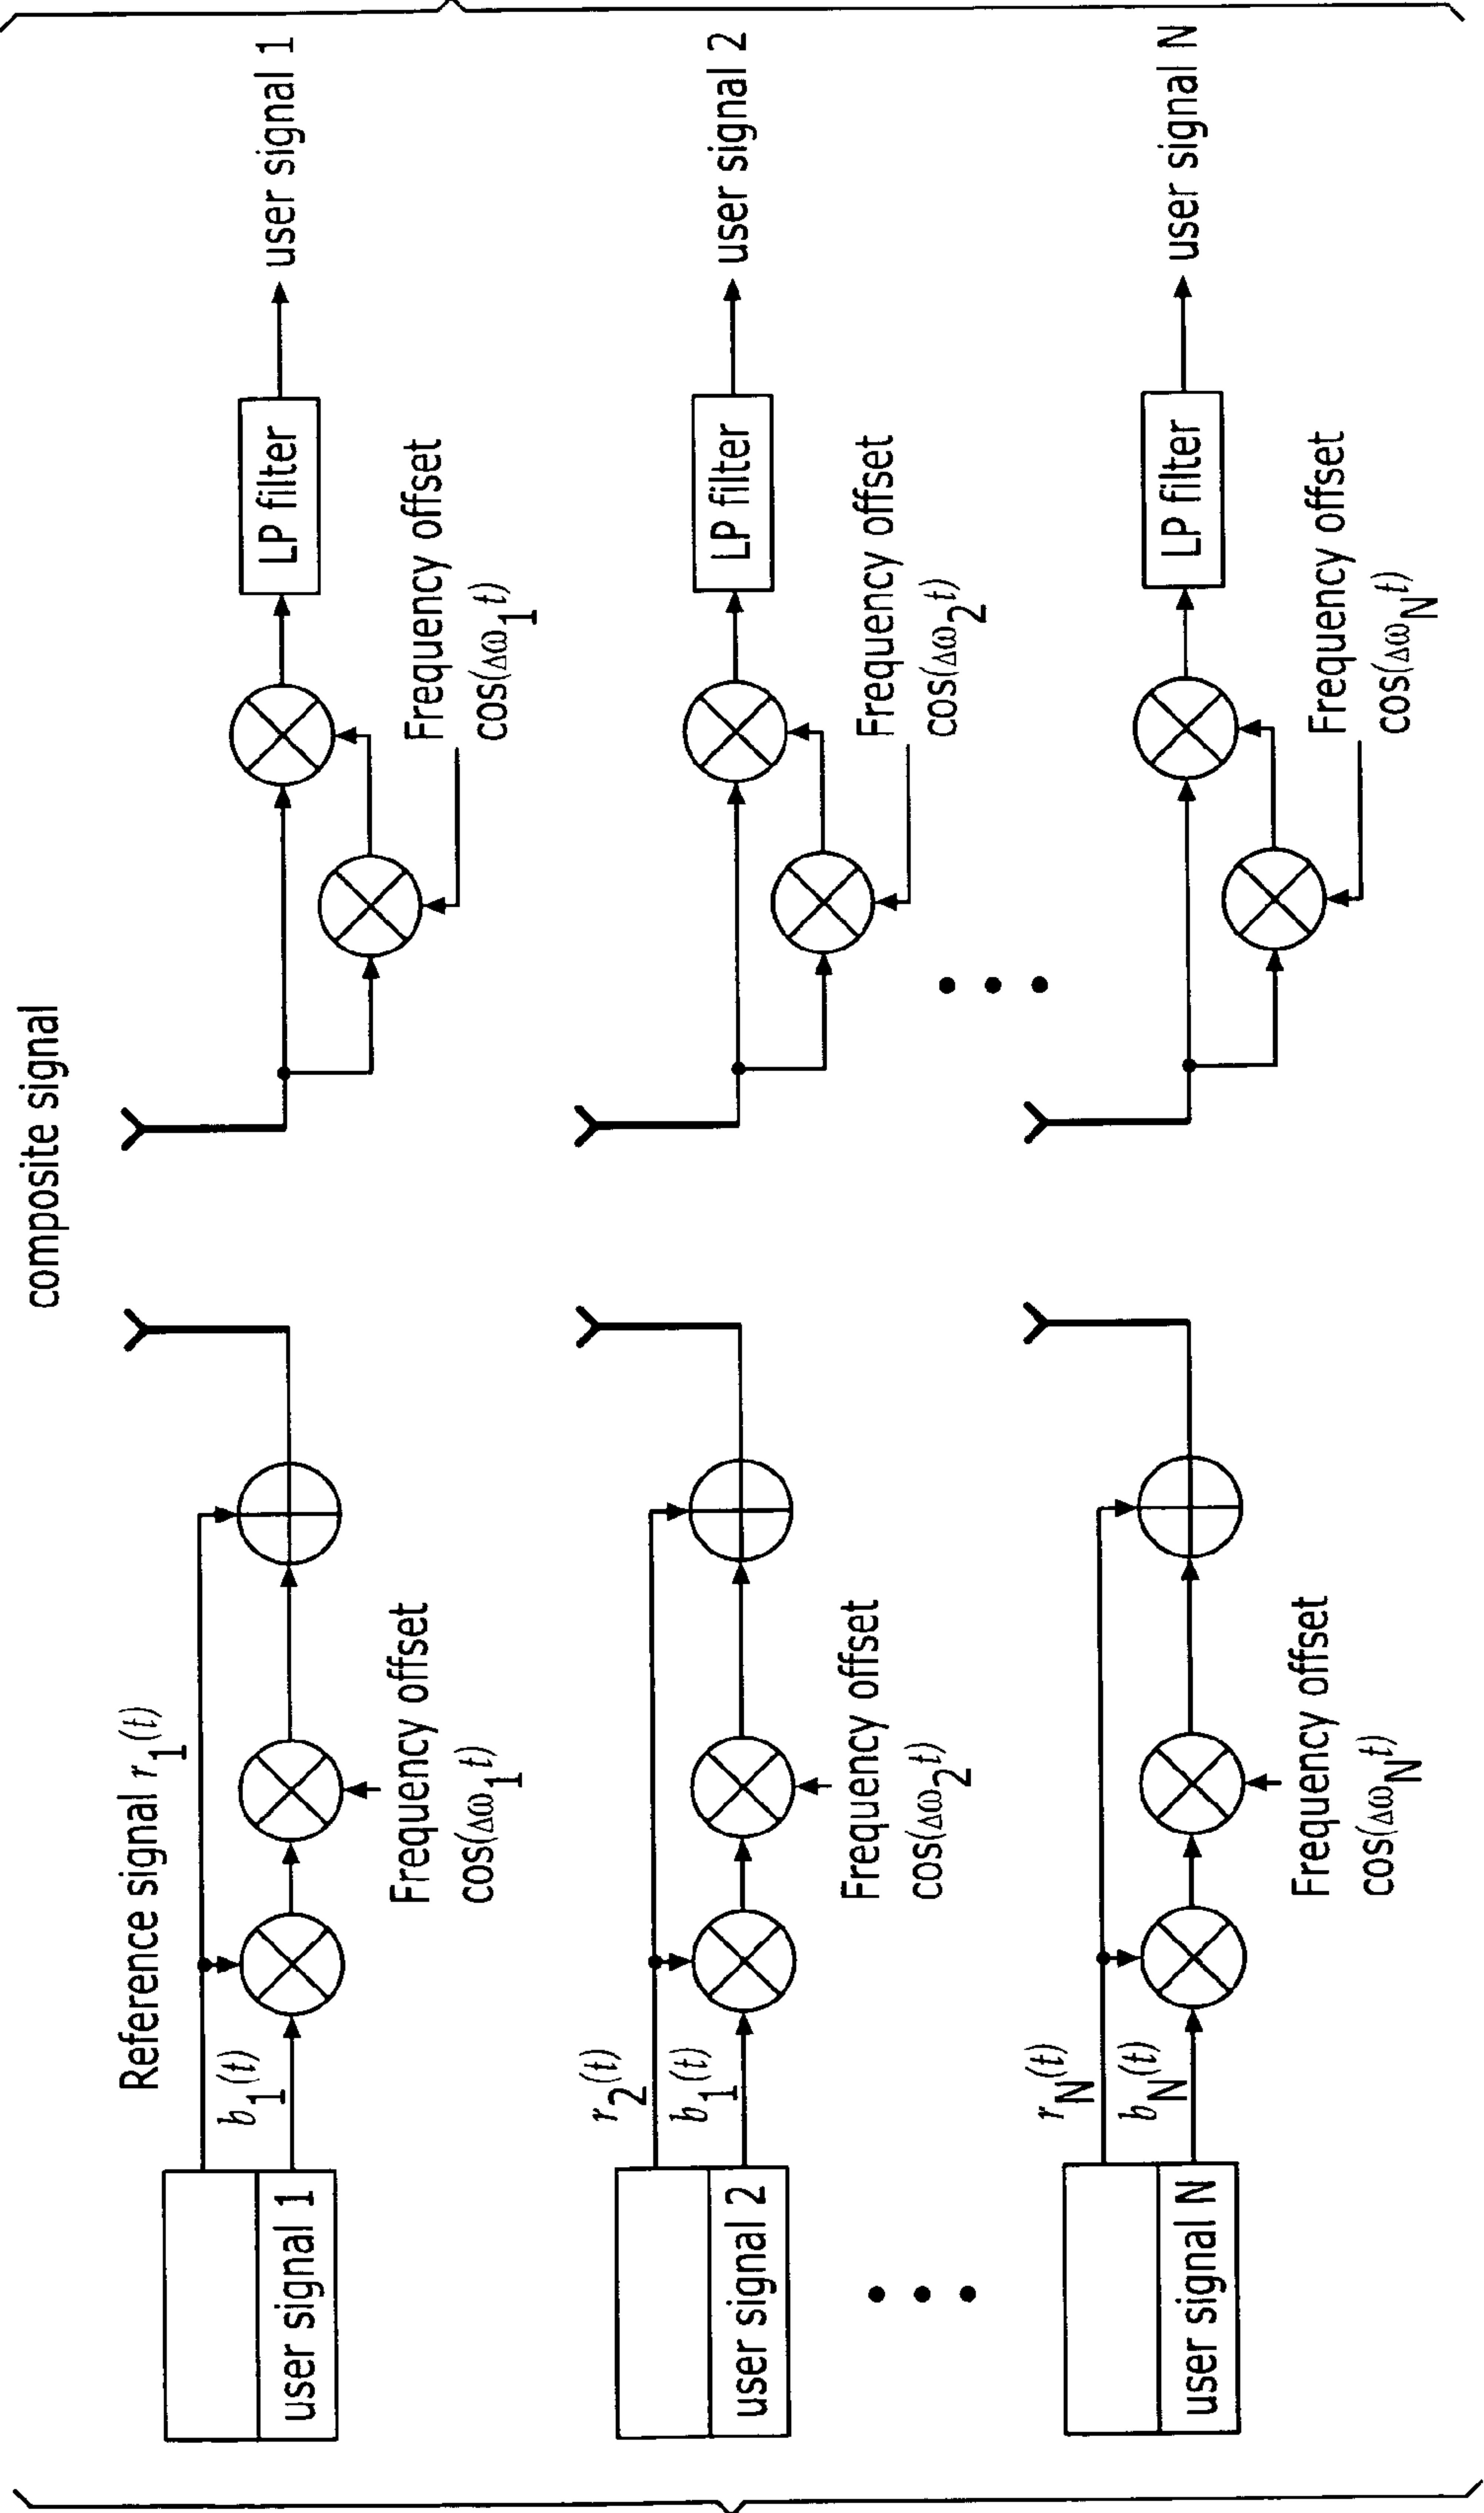 composite signal
Reference signal r1(t)
b1(t)
user signal 1
Frequency offset
cos(Δω1t)
Frequency offset
cos(Δω1t)
LP filter
user signal 1
r2(t)
b1(t)
user signal 2
Frequency offset
cos(Δω2t)
Frequency offset
cos(Δω2t)
LP filter
user signal 2
rN(t)
bN(t)
user signal N
Frequency offset
cos(ΔωNt)
Frequency offset
cos(ΔωNt)
LP filter
user signal N